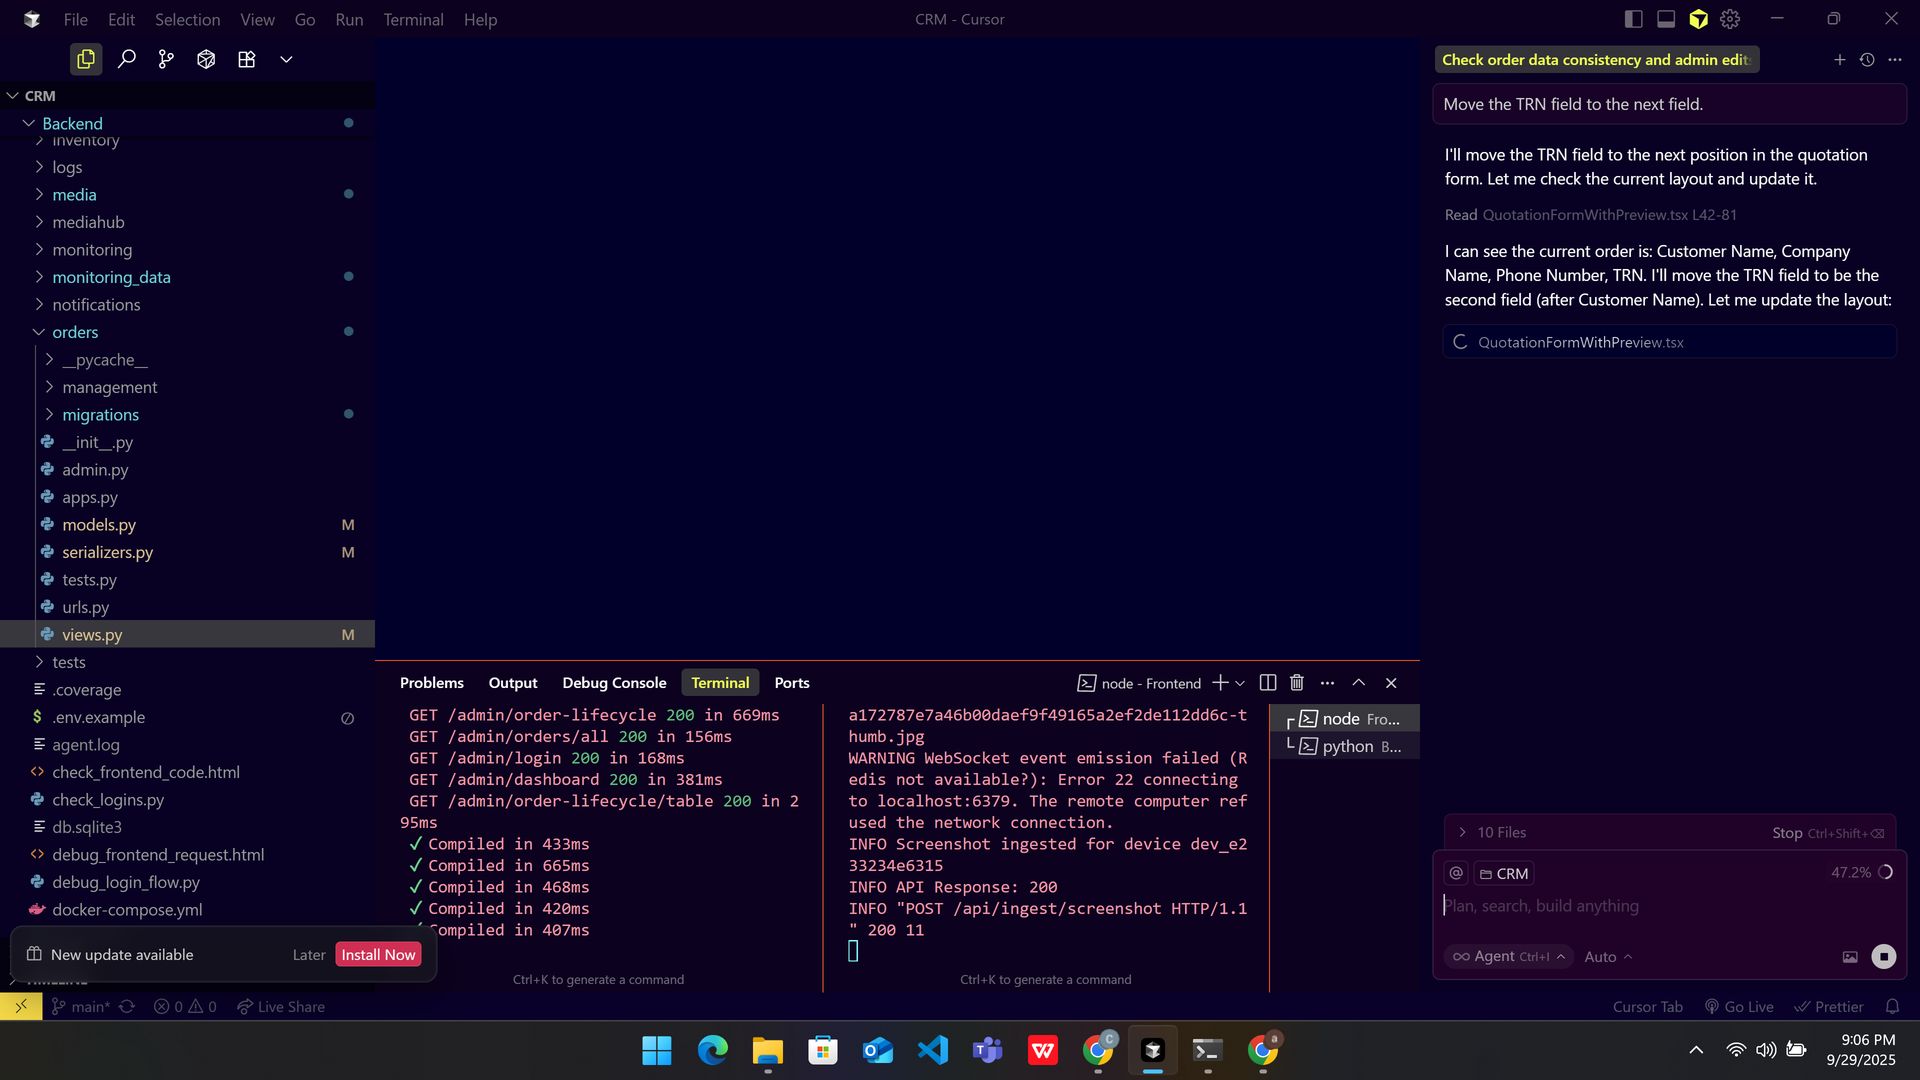 File Edit Selection View Go Run Terminal Help
CRM - Cursor
CRM
Backend
inventory
logs
media
mediahub
monitoring
monitoring_data
notifications
orders
__pycache__
management
migrations
__init__.py
admin.py
apps.py
models.py M
serializers.py M
tests.py
urls.py
views.py M
tests
.coverage
.env.example
agent.log
check_frontend_code.html
check_logins.py
db.sqlite3
debug_frontend_request.html
debug_login_flow.py
docker-compose.yml
New update available Later Install Now
TIMELINE
Problems Output Debug Console Terminal Ports
node - Frontend
GET /admin/order-lifecycle 200 in 669ms
GET /admin/orders/all 200 in 156ms
GET /admin/login 200 in 168ms
GET /admin/dashboard 200 in 381ms
GET /admin/order-lifecycle/table 200 in 2
95ms
✓ Compiled in 433ms
✓ Compiled in 665ms
✓ Compiled in 468ms
✓ Compiled in 420ms
Compiled in 407ms
Ctrl+K to generate a command
a172787e7a46b00daef9f49165a2ef2de112dd6c-t
humb.jpg
WARNING WebSocket event emission failed (R
edis not available?): Error 22 connecting
to localhost:6379. The remote computer ref
used the network connection.
INFO Screenshot ingested for device dev_e2
33234e6315
INFO API Response: 200
INFO "POST /api/ingest/screenshot HTTP/1.1
" 200 11
Ctrl+K to generate a command
node Fro...
python B...
Check order data consistency and admin edit
Move the TRN field to the next field.
I'll move the TRN field to the next position in the quotation
form. Let me check the current layout and update it.
Read QuotationFormWithPreview.tsx L42-81
I can see the current order is: Customer Name, Company
Name, Phone Number, TRN. I'll move the TRN field to be the
second field (after Customer Name). Let me update the layout:
QuotationFormWithPreview.tsx
10 Files Stop Ctrl+Shift+⌫
@ CRM 47.2%
Plan, search, build anything
Agent Ctrl+I Auto
main* 0 0 Live Share
Cursor Tab Go Live Prettier
9:06 PM
9/29/2025